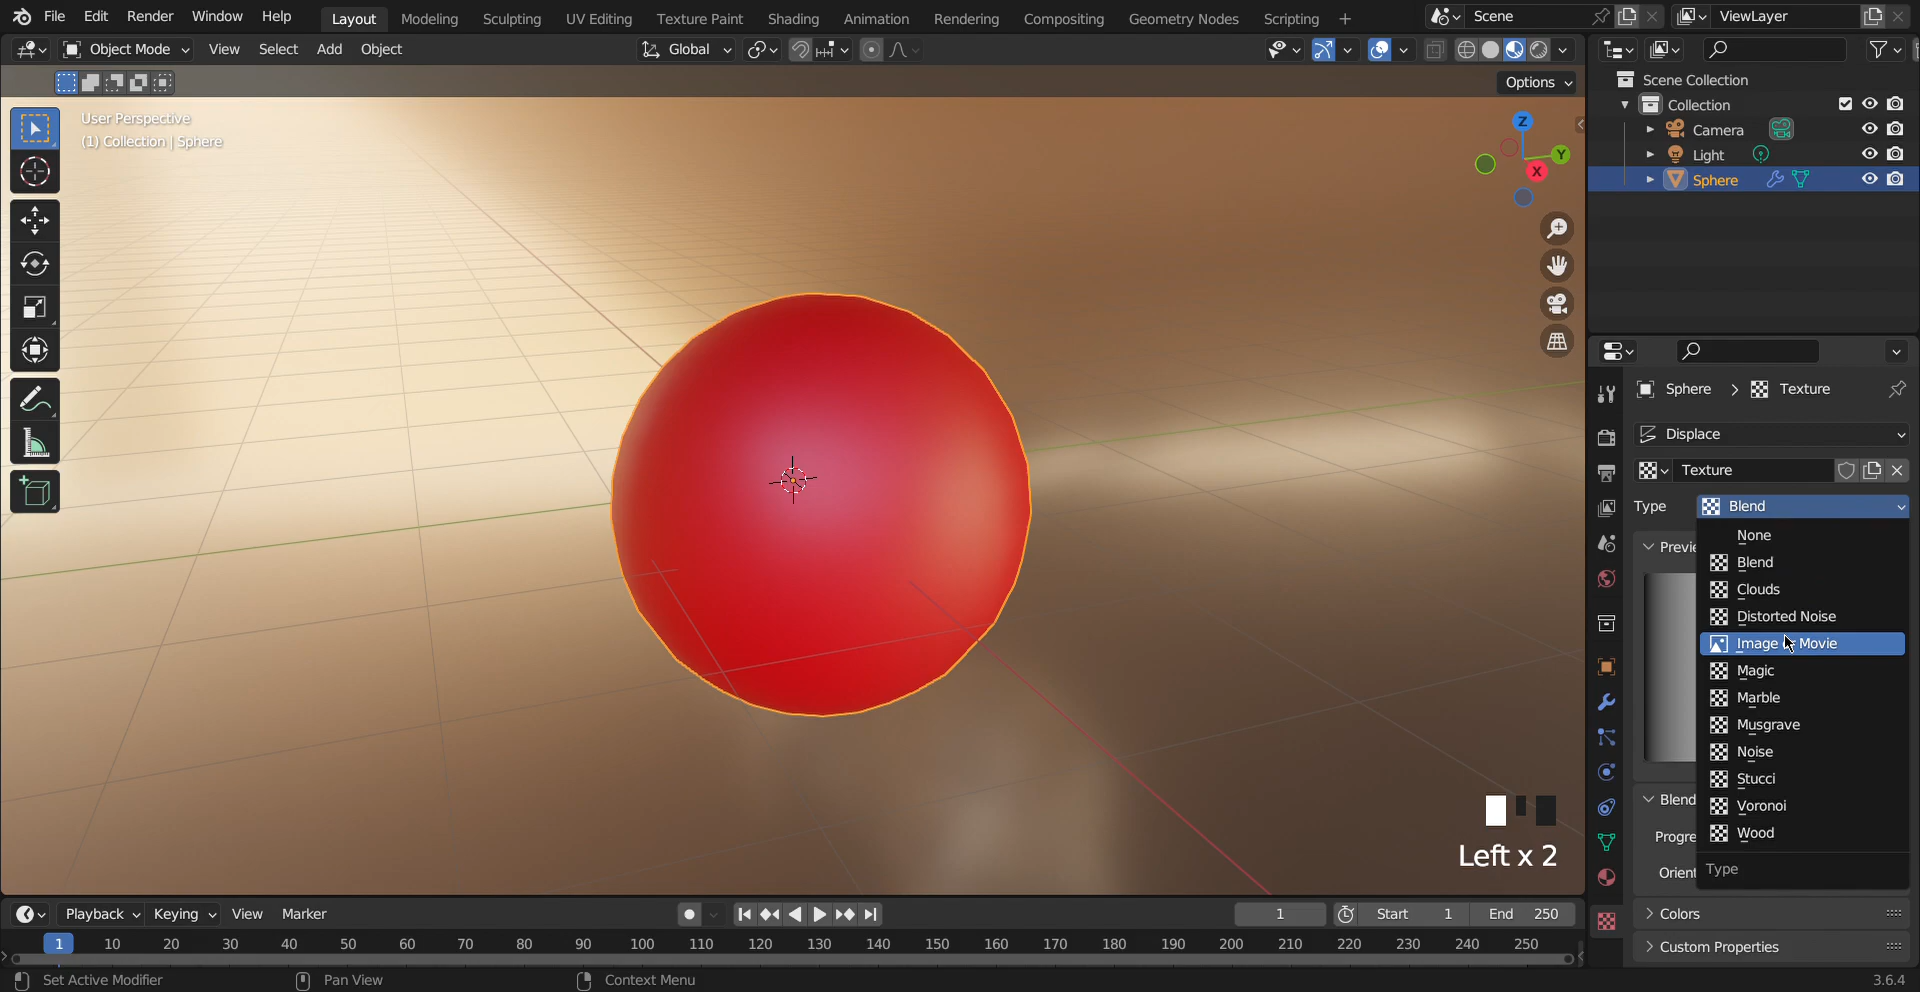 File Edit Render Window Help Layout Modeling Sculpting UV Editing Texture Paint Shading Animation Rendering Compositing Geometry Nodes Scripting + Scene ViewLayer
Object Mode View Select Add Object Global
Options
User Perspective
(1) Collection | Sphere
Z
Y
X
Left x 2
Scene Collection
Collection
Camera
Light
Sphere
Sphere > Texture
Displace
Texture
Type Blend
Previe
None
Blend
Clouds
Distorted Noise
Image Movie
Magic
Marble
Musgrave
Noise
Stucci
Voronoi
Wood
Type
Blend
Progre
Orient
Colors
Custom Properties
Playback Keying View Marker 1 Start 1 End 250
1 10 20 30 40 50 60 70 80 90 100 110 120 130 140 150 160 170 180 190 200 210 220 230 240 250
Set Active Modifier Pan View Context Menu 3.6.4